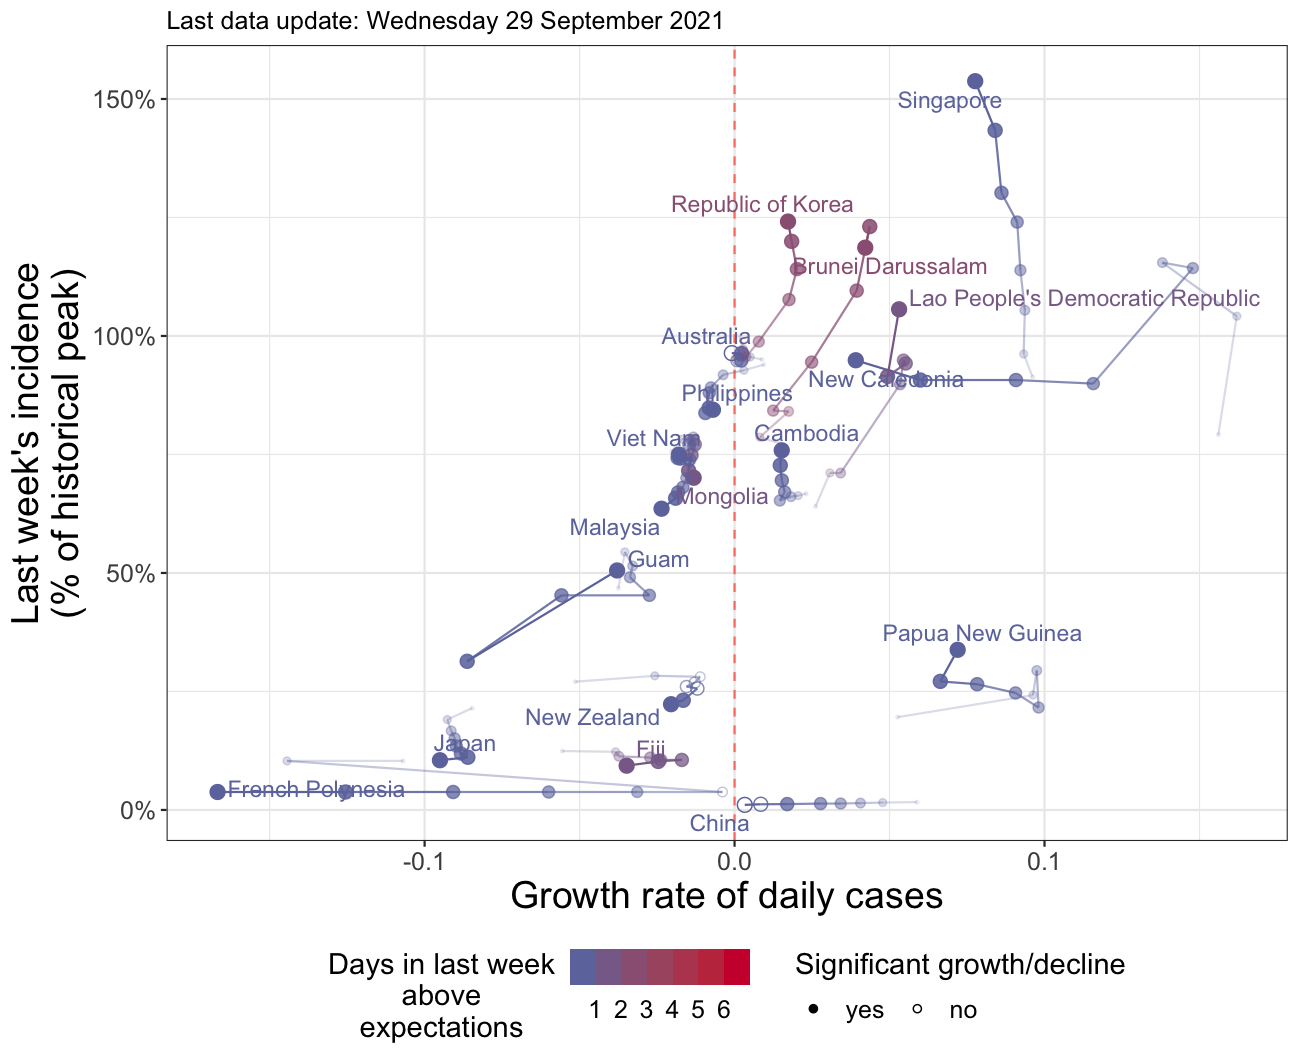 Last data update: Wednesday 29 September 2021
Last week's incidence
(% of historical peak)
150%
100%
50%
0%
Singapore
Republic of Korea
Brunei Darussalam
Lao People's Democratic Republic
Australia
New Caledonia
Philippines
Cambodia
Viet Nam
Mongolia
Malaysia
Guam
Papua New Guinea
New Zealand
Japan
Fiji
French Polynesia
China
-0.1
0.0
0.1
Growth rate of daily cases
Days in last week
above
expectations
1 2 3 4 5 6
Significant growth/decline
yes
no